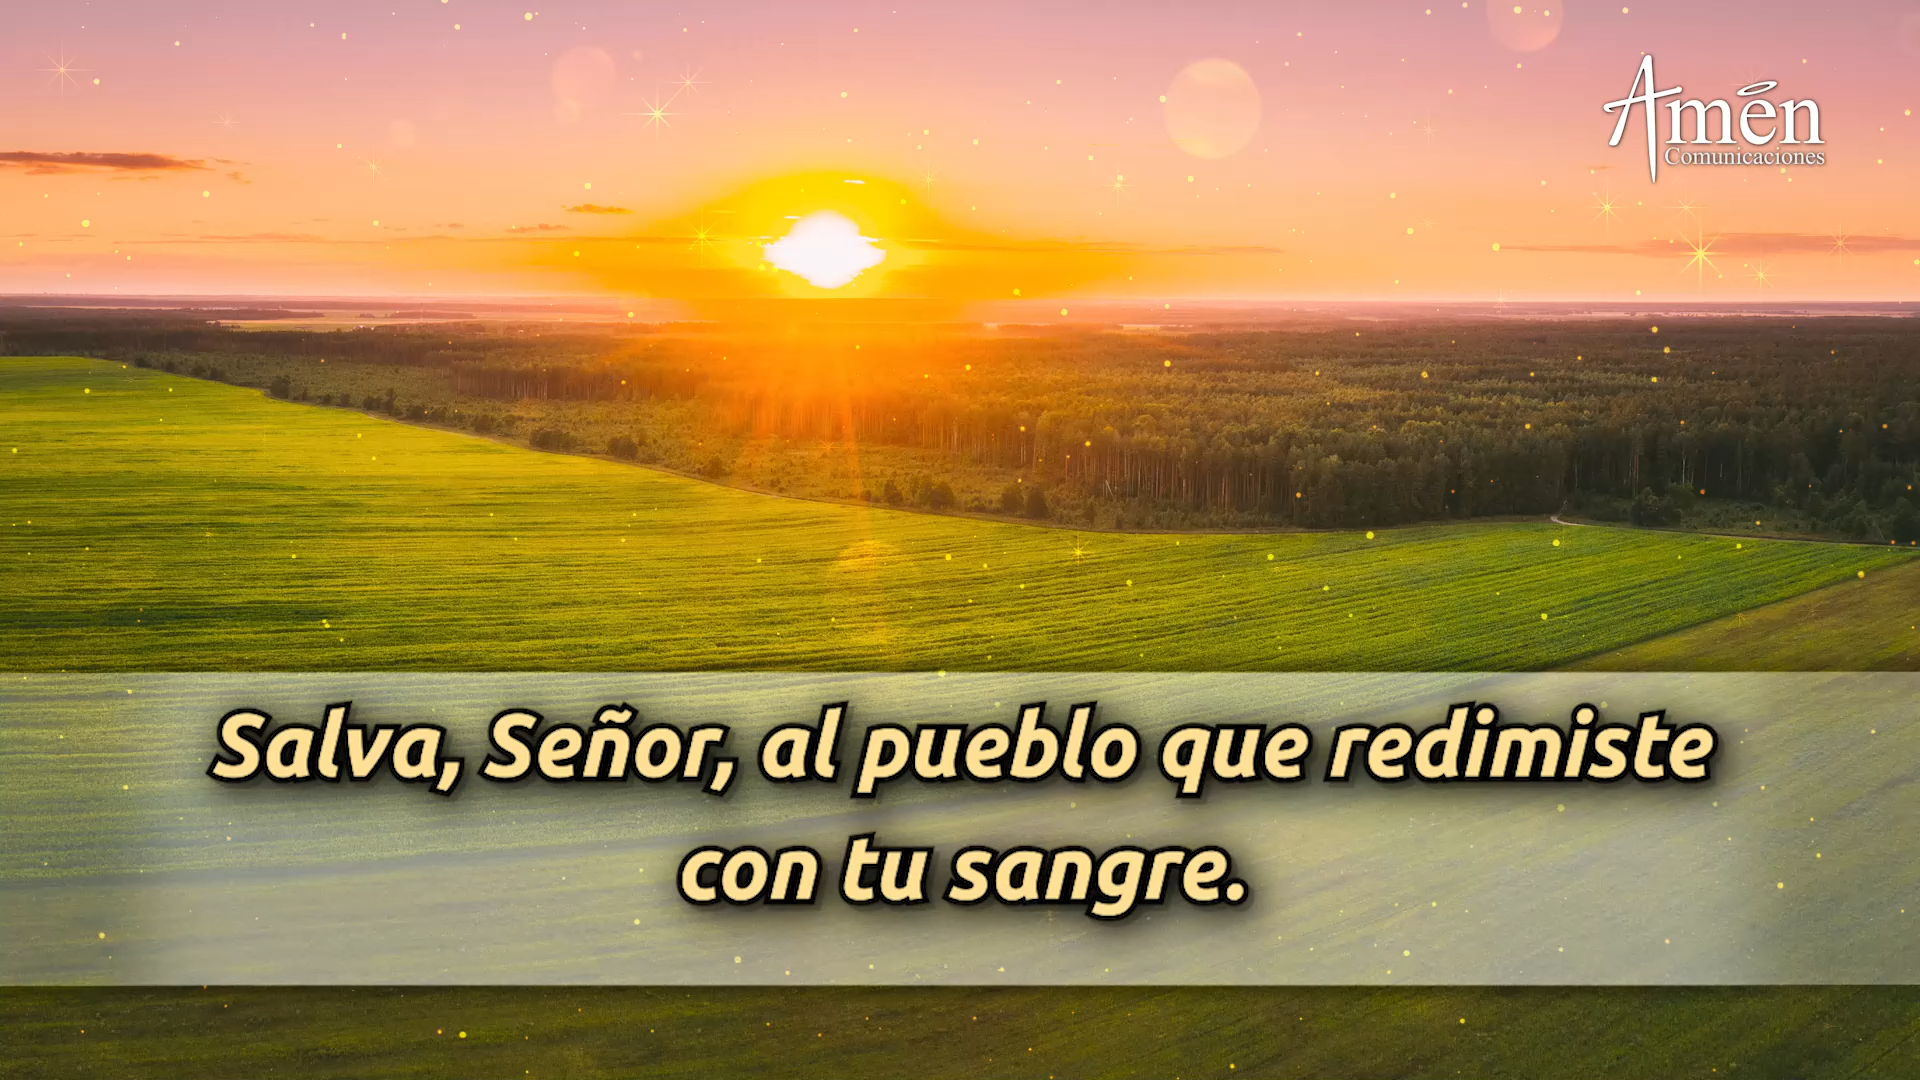 Amén
Comunicaciones
Salva, Señor, al pueblo que redimiste
con tu sangre.